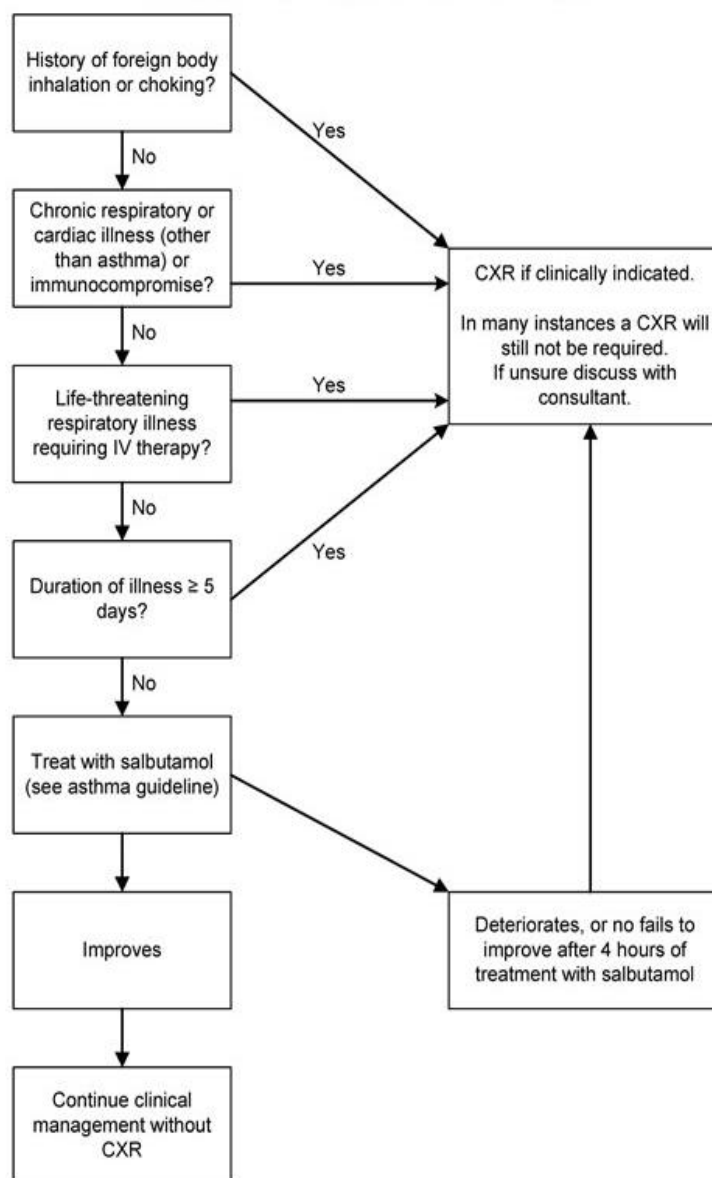 History of foreign body
inhalation or choking?
Yes
No
Chronic respiratory or
cardiac illness (other
than asthma) or
immunocompromise?
Yes
CXR if clinically indicated.
In many instances a CXR will
still not be required.
If unsure discuss with
consultant.
No
Life-threatening
respiratory illness
requiring IV therapy?
Yes
No
Duration of illness ≥ 5
days?
Yes
No
Treat with salbutamol
(see asthma guideline)
Improves
Deteriorates, or no fails to
improve after 4 hours of
treatment with salbutamol
Continue clinical
management without
CXR